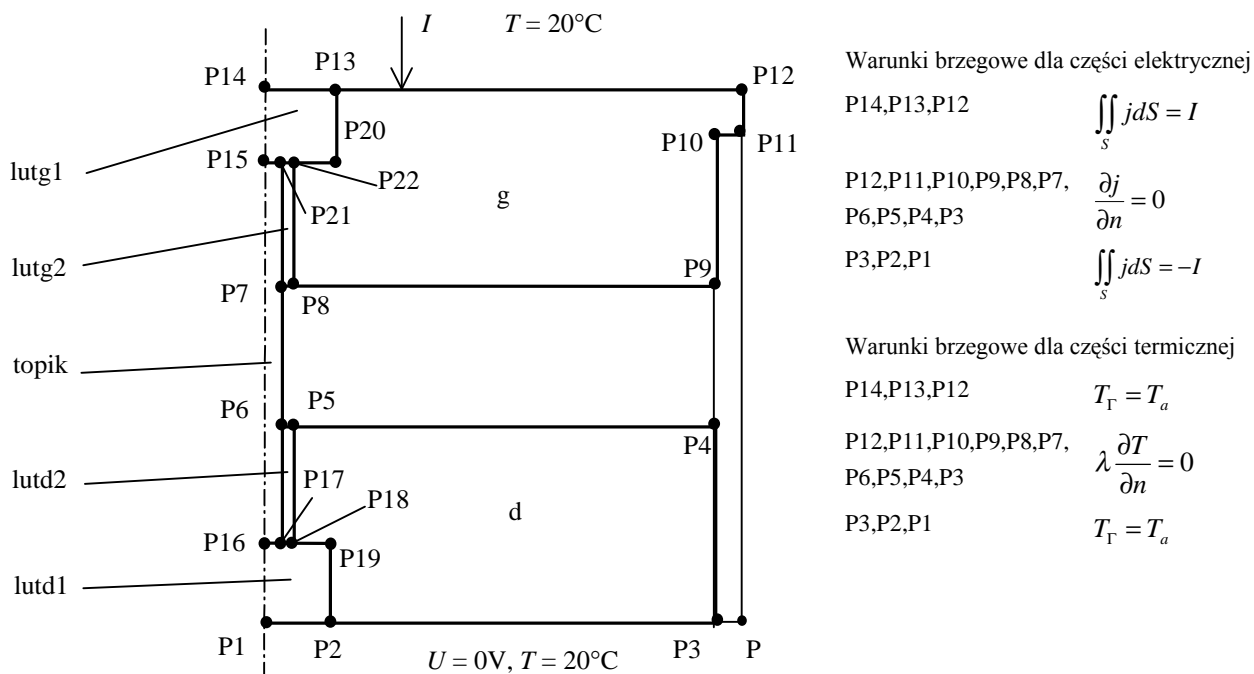 I T = 20°C
P14 P13 P12
P20
P15 P10 P11
lutg1 P22
P21 g
lutg2
P7 P8 P9
topik
P6 P5 P4
lutd2 P17
P18
d
P16 P19
lutd1
P1 P2 P3 P
U = 0V, T = 20°C
Warunki brzegowe dla części elektrycznej
P14,P13,P12 ∬_S jdS = I
P12,P11,P10,P9,P8,P7,
P6,P5,P4,P3 ∂j/∂n = 0
P3,P2,P1 ∬_S jdS = −I
Warunki brzegowe dla części termicznej
P14,P13,P12 T_Γ = T_a
P12,P11,P10,P9,P8,P7,
P6,P5,P4,P3 λ ∂T/∂n = 0
P3,P2,P1 T_Γ = T_a